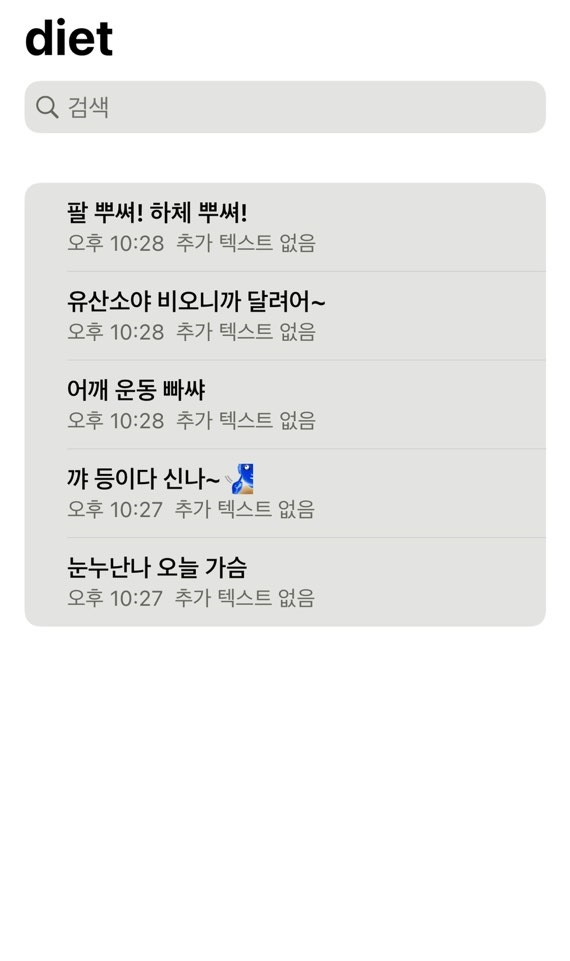 diet
검색
팔 뿌셔! 하체 뿌셔!
오후 10:28 추가 텍스트 없음
유산소야 비오니까 달려어~
오후 10:28 추가 텍스트 없음
어깨 운동 빠쌰
오후 10:28 추가 텍스트 없음
꺄 등이다 신나~
오후 10:27 추가 텍스트 없음
눈누난나 오늘 가슴
오후 10:27 추가 텍스트 없음